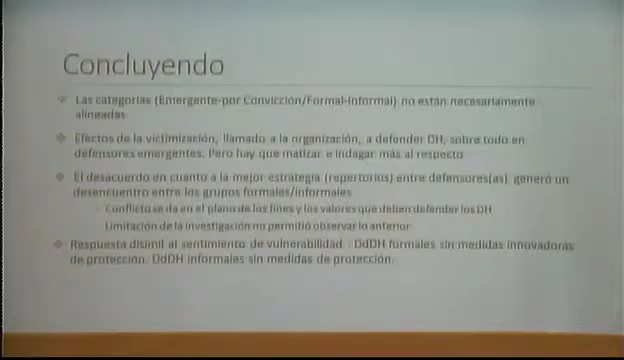 Concluyendo
Las categorías (Emergente-por Convicción/Formal-Informal) no están necesariamente
alineadas
Efectos de la victimización, llamado a la organización, a defender DH, sobre todo en
defensores emergentes. Pero hay que matizar e indagar más al respecto
El desacuerdo en cuanto a la mejor estrategia (repertorios) entre defensores(as) generó un
desencuentro entre los grupos formales/informales
Conflicto se da en el plano de los fines y los valores que deben defender los DH
Limitación de la investigación no permitió observar lo anterior
Respuesta disímil al sentimiento de vulnerabilidad. DdDH formales sin medidas innovadoras
de protección. DdDH informales sin medidas de protección.